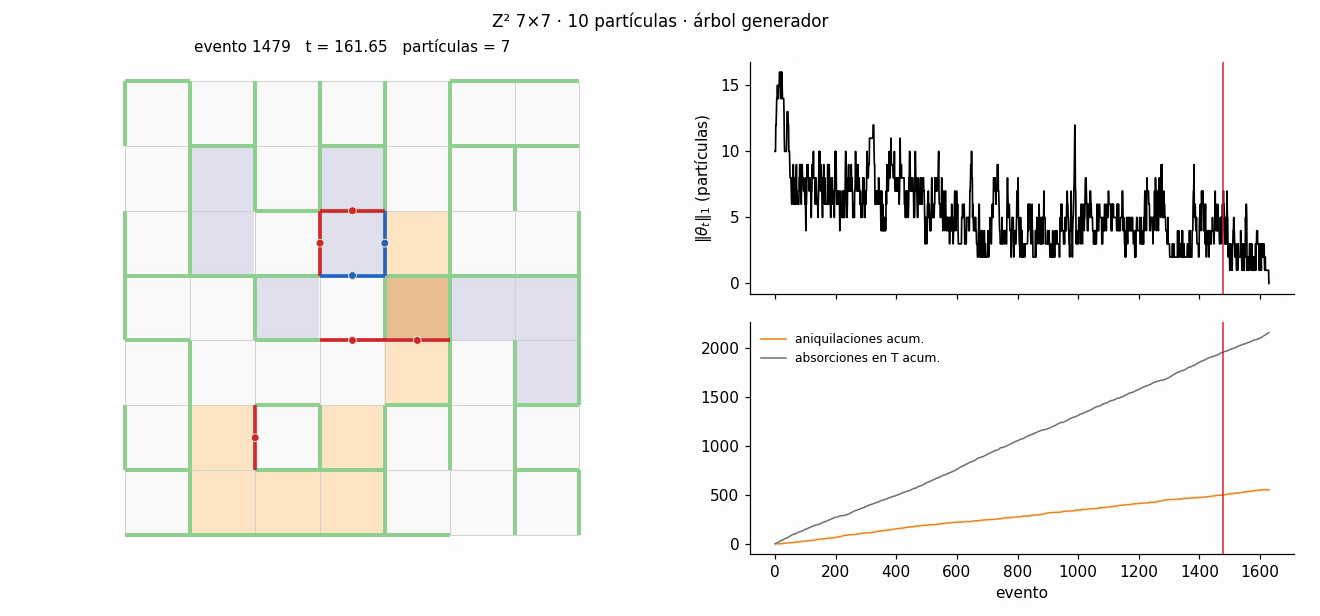 Z² 7×7 · 10 partículas · árbol generador
evento 1479 t = 161.65 partículas = 7
‖θₜ‖₁ (partículas)
15
10
5
0
aniquilaciones acum.
absorciones en T acum.
2000
1500
1000
500
0
0 200 400 600 800 1000 1200 1400 1600
evento